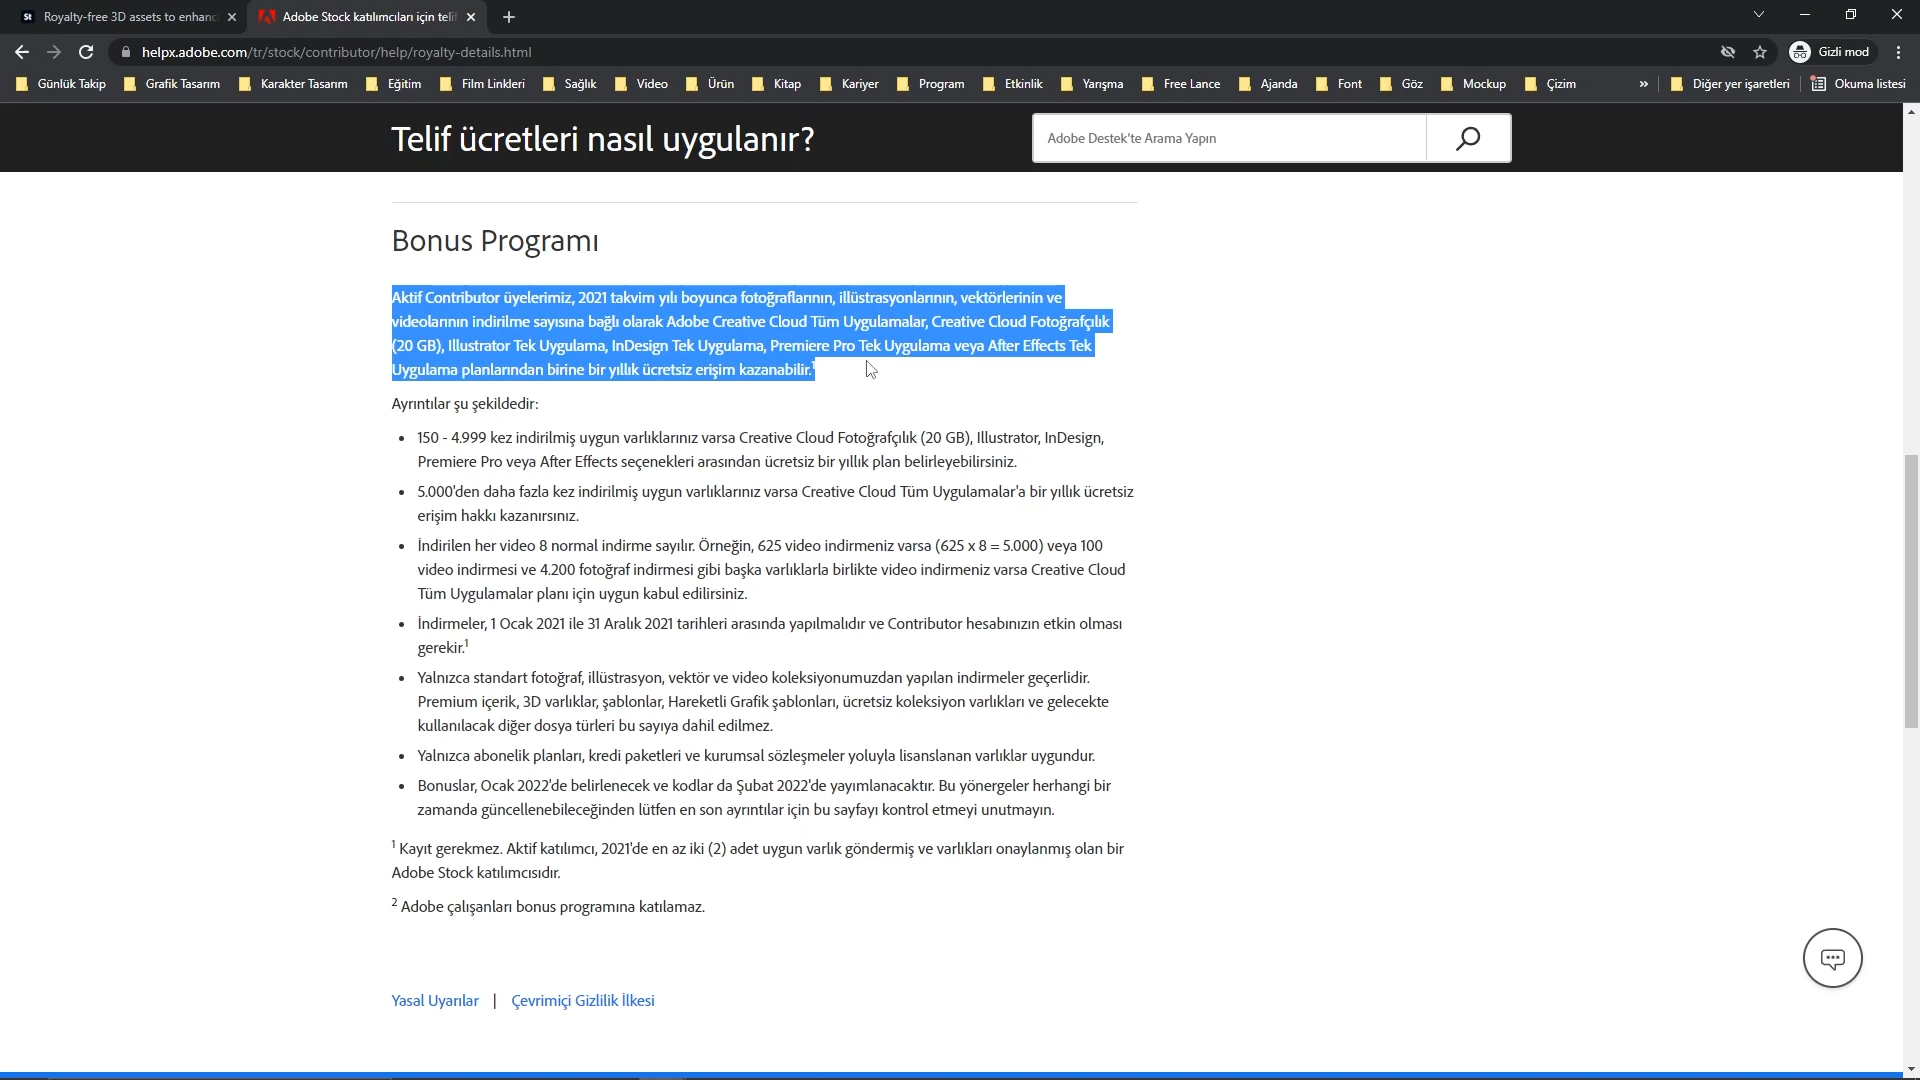 Royalty-free 3D assets to enhanc
Adobe Stock katılımcıları için telif
helpx.adobe.com/tr/stock/contributor/help/royalty-details.html
Gizli mod
Günlük Takip
Grafik Tasarım
Karakter Tasarım
Eğitim
Film Linkleri
Sağlık
Video
Ürün
Kitap
Kariyer
Program
Etkinlik
Yarışma
Free Lance
Ajanda
Font
Göz
Mockup
Çizim
»
Diğer yer işaretleri
Okuma listesi
Telif ücretleri nasıl uygulanır?
Adobe Destek'te Arama Yapın
Bonus Programı
Aktif Contributor üyelerimiz, 2021 takvim yılı boyunca fotoğraflarının, illüstrasyonlarının, vektörlerinin ve
videolarının indirilme sayısına bağlı olarak Adobe Creative Cloud Tüm Uygulamalar, Creative Cloud Fotoğrafçılık
(20 GB), Illustrator Tek Uygulama, InDesign Tek Uygulama, Premiere Pro Tek Uygulama veya After Effects Tek
Uygulama planlarından birine bir yıllık ücretsiz erişim kazanabilir.¹
Ayrıntılar şu şekildedir:
• 150 - 4.999 kez indirilmiş uygun varlıklarınız varsa Creative Cloud Fotoğrafçılık (20 GB), Illustrator, InDesign,
Premiere Pro veya After Effects seçenekleri arasından ücretsiz bir yıllık plan belirleyebilirsiniz.
• 5.000'den daha fazla kez indirilmiş uygun varlıklarınız varsa Creative Cloud Tüm Uygulamalar'a bir yıllık ücretsiz
erişim hakkı kazanırsınız.
• İndirilen her video 8 normal indirme sayılır. Örneğin, 625 video indirmeniz varsa (625 x 8 = 5.000) veya 100
video indirmesi ve 4.200 fotoğraf indirmesi gibi başka varlıklarla birlikte video indirmeniz varsa Creative Cloud
Tüm Uygulamalar planı için uygun kabul edilirsiniz.
• İndirmeler, 1 Ocak 2021 ile 31 Aralık 2021 tarihleri arasında yapılmalıdır ve Contributor hesabınızın etkin olması
gerekir.¹
• Yalnızca standart fotoğraf, illüstrasyon, vektör ve video koleksiyonumuzdan yapılan indirmeler geçerlidir.
Premium içerik, 3D varlıklar, şablonlar, Hareketli Grafik şablonları, ücretsiz koleksiyon varlıkları ve gelecekte
kullanılacak diğer dosya türleri bu sayıya dahil edilmez.
• Yalnızca abonelik planları, kredi paketleri ve kurumsal sözleşmeler yoluyla lisanslanan varlıklar uygundur.
• Bonuslar, Ocak 2022'de belirlenecek ve kodlar da Şubat 2022'de yayımlanacaktır. Bu yönergeler herhangi bir
zamanda güncellenebileceğinden lütfen en son ayrıntılar için bu sayfayı kontrol etmeyi unutmayın.
¹ Kayıt gerekmez. Aktif katılımcı, 2021'de en az iki (2) adet uygun varlık göndermiş ve varlıkları onaylanmış olan bir
Adobe Stock katılımcısıdır.
² Adobe çalışanları bonus programına katılamaz.
Yasal Uyarılar | Çevrimiçi Gizlilik İlkesi